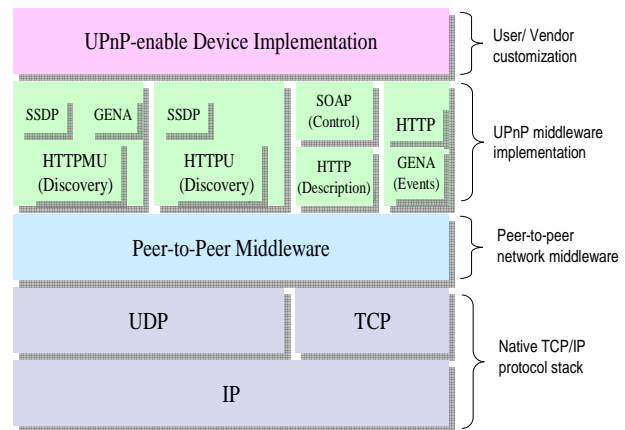 UPnP-enable Device Implementation
User/ Vendor
customization
SSDP
GENA
HTTPMU
(Discovery)
SSDP
HTTPU
(Discovery)
SOAP
(Control)
HTTP
(Description)
HTTP
GENA
(Events)
UPnP middleware
implementation
Peer-to-Peer Middleware
Peer-to-peer
network middleware
UDP
TCP
IP
Native TCP/IP
protocol stack